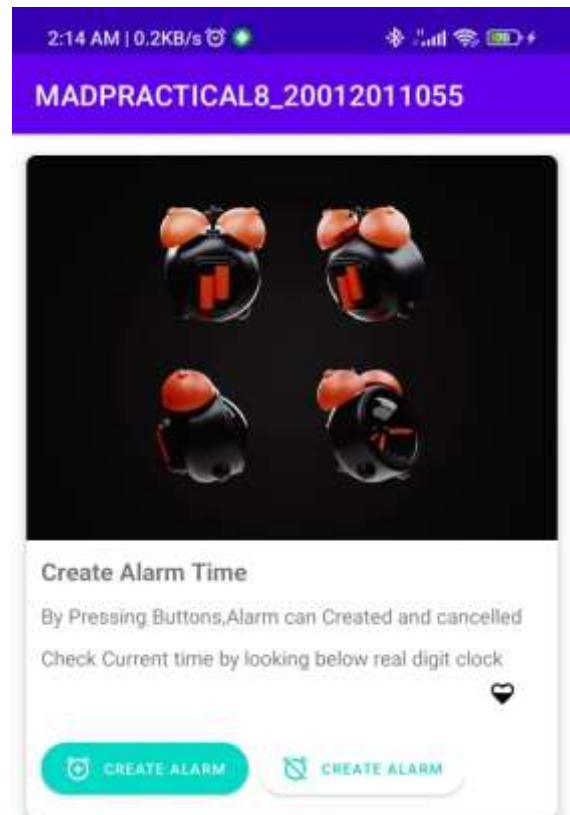 2:14 AM | 0.2KB/s
MADPRACTICAL8_20012011055
Create Alarm Time
By Pressing Buttons,Alarm can Created and cancelled
Check Current time by looking below real digit clock
CREATE ALARM
CREATE ALARM